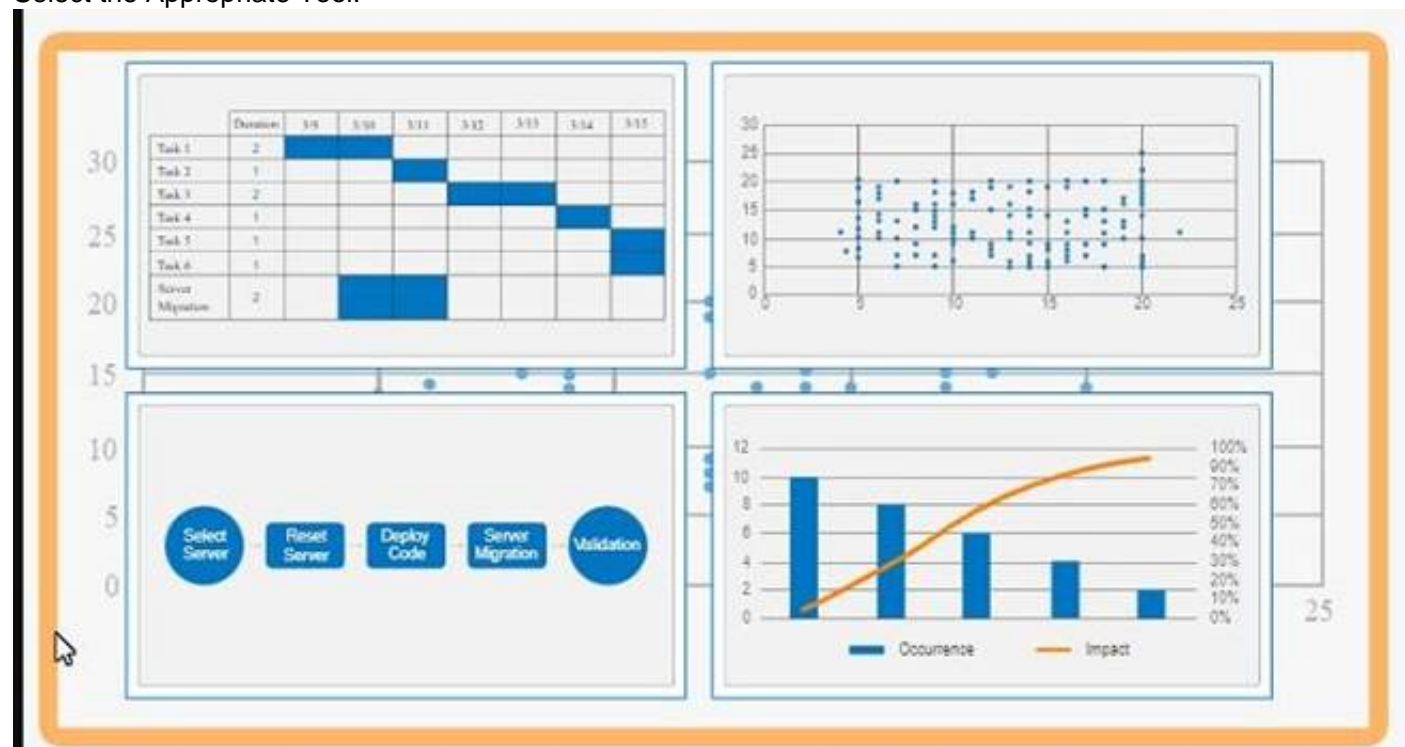 Duration 3/9 3/10 3/11 3/12 3/13 3/14 3/15
Task 1 2
Task 2 1
Task 3 2
Task 4 1
Task 5 1
Task 6 1
Server
Migration 2
30
25
20
15
10
5
0
0 5 10 15 20 25
30
25
20
15
10
5
0
25
Select
Server
Reset
Server
Deploy
Code
Server
Migration
Validation
12
10
8
6
4
2
0
100%
90%
70%
60%
50%
40%
30%
20%
10%
0%
Occurrence Impact